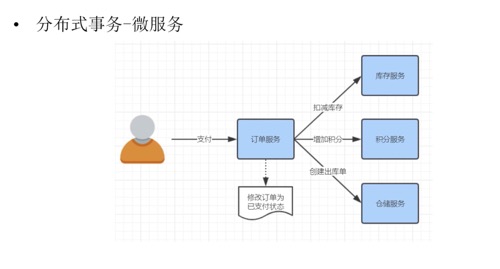 • 分布式事务-微服务
库存服务
扣减库存
支付
订单服务
增加积分
积分服务
创建出库单
修改订单为
已支付状态
仓储服务